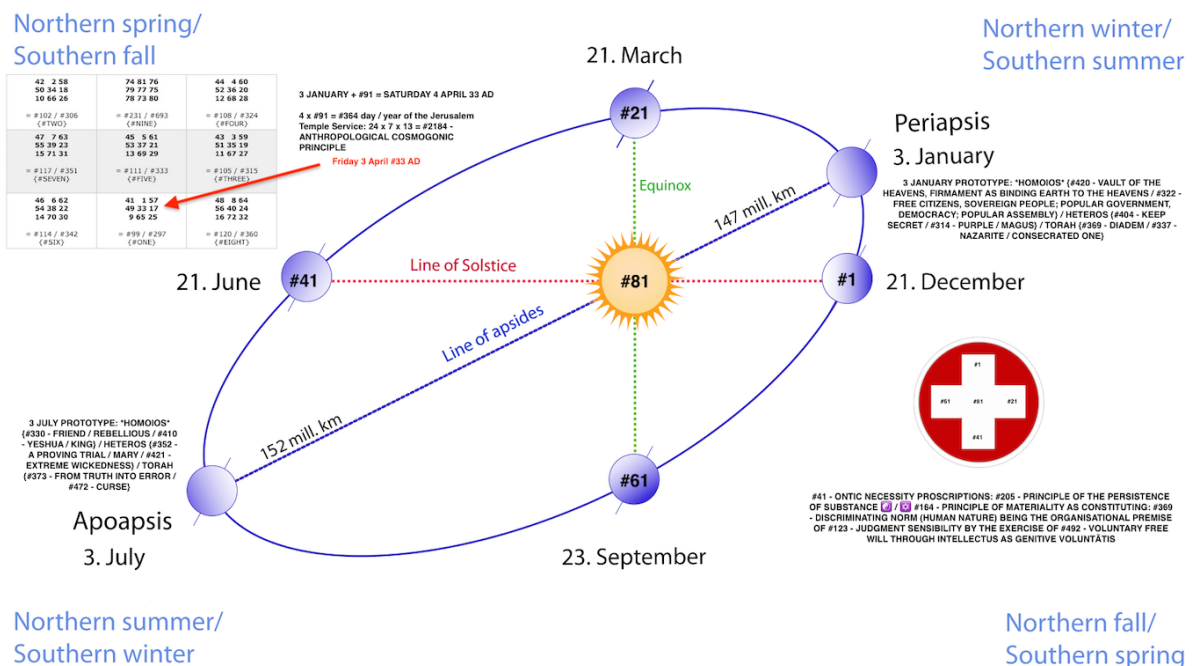 Northern spring/
Southern fall
Northern winter/
Southern summer
42 2 58
50 34 18
10 66 26
= #102 / #306
{#TWO}
74 81 76
79 77 75
78 73 80
= #231 / #693
{#NINE}
44 4 60
52 36 20
12 68 28
= #108 / #324
{#FOUR}
47 7 63
55 39 23
15 71 31
= #117 / #351
{#SEVEN}
45 5 61
53 37 21
13 69 29
= #111 / #333
{#FIVE}
43 3 59
51 35 19
11 67 27
= #105 / #315
{#THREE}
46 6 62
54 38 22
14 70 30
= #114 / #342
{#SIX}
41 1 57
49 33 17
9 65 25
= #99 / #297
{#ONE}
48 8 64
56 40 24
16 72 32
= #120 / #360
{#EIGHT}
3 JANUARY + #91 = SATURDAY 4 APRIL 33 AD
4 x #91 = #364 day / year of the Jerusalem
Temple Service: 24 x 7 x 13 = #2184 -
ANTHROPOLOGICAL COSMOGONIC
PRINCIPLE
Friday 3 April #33 AD
21. March
#21
Equinox
Periapsis
3. January
3 JANUARY PROTOTYPE: *HOMOIOS* {#420 - VAULT OF THE
HEAVENS, FIRMAMENT AS BINDING EARTH TO THE HEAVENS / #322 -
FREE CITIZENS, SOVEREIGN PEOPLE; POPULAR GOVERNMENT,
DEMOCRACY; POPULAR ASSEMBLY} / HETEROS {#404 - KEEP
SECRET / #314 - PURPLE / MAGUS} / TORAH {#369 - DIADEM / #337 -
NAZARITE / CONSECRATED ONE}
147 mill. km
21. June
#41
Line of Solstice
#81
#1
21. December
Line of apsides
152 mill. km
3 JULY PROTOTYPE: *HOMOIOS*
{#330 - FRIEND / REBELLIOUS / #410
- YESHUA / KING} / HETEROS {#352 -
A PROVING TRIAL / MARY / #421 -
EXTREME WICKEDNESS} / TORAH
{#373 - FROM TRUTH INTO ERROR /
#472 - CURSE}
Apoapsis
3. July
#61
23. September
#1
#61 #81 #21
#41
#41 - ONTIC NECESSITY PROSCRIPTIONS: #205 - PRINCIPLE OF THE PERSISTENCE
OF SUBSTANCE ☯ / ✡ #164 - PRINCIPLE OF MATERIALITY AS CONSTITUTING: #369
- DISCRIMINATING NORM (HUMAN NATURE) BEING THE ORGANISATIONAL PREMISE
OF #123 - JUDGMENT SENSIBILITY BY THE EXERCISE OF #492 - VOLUNTARY FREE
WILL THROUGH INTELLECTUS AS GENITIVE VOLUNTĀTIS
Northern summer/
Southern winter
Northern fall/
Southern spring